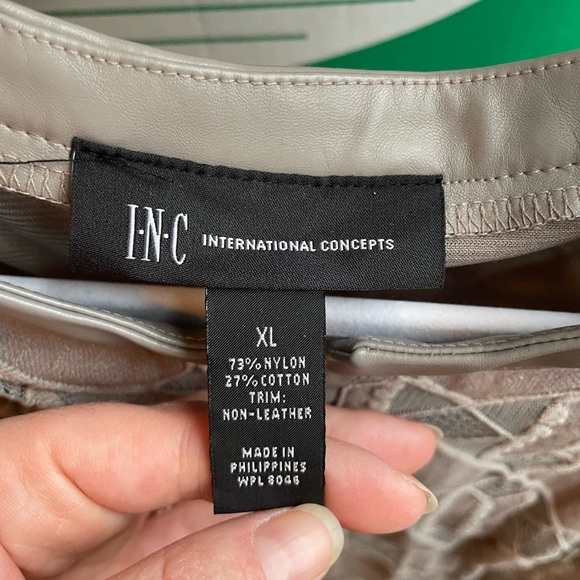 I·N·C INTERNATIONAL CONCEPTS
XL
73% NYLON
27% COTTON
TRIM:
NON-LEATHER
MADE IN
PHILIPPINES
WPL 8046